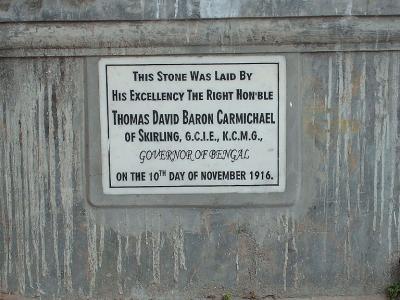 THIS STONE WAS LAID BY
HIS EXCELLENCY THE RIGHT HON'BLE
THOMAS DAVID BARON CARMICHAEL
OF SKIRLING, G.C.I.E., K.C.M.G.,
GOVERNOR OF BENGAL
ON THE 10TH DAY OF NOVEMBER 1916.